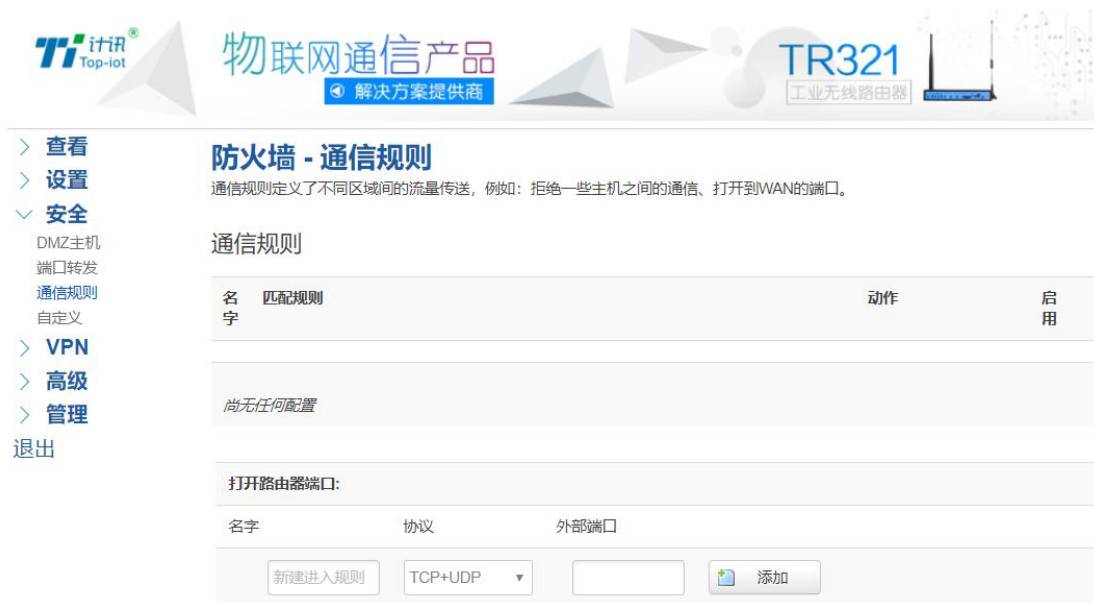 计讯®
Top-iot
物联网通信产品
解决方案提供商
TR321
工业无线路由器
查看
设置
安全
DMZ主机
端口转发
通信规则
自定义
VPN
高级
管理
退出
防火墙 - 通信规则
通信规则定义了不同区域间的流量传送，例如：拒绝一些主机之间的通信、打开到WAN的端口。
通信规则
名字 匹配规则 动作 启用
尚无任何配置
打开路由器端口:
名字 协议 外部端口
新建进入规则 TCP+UDP 添加